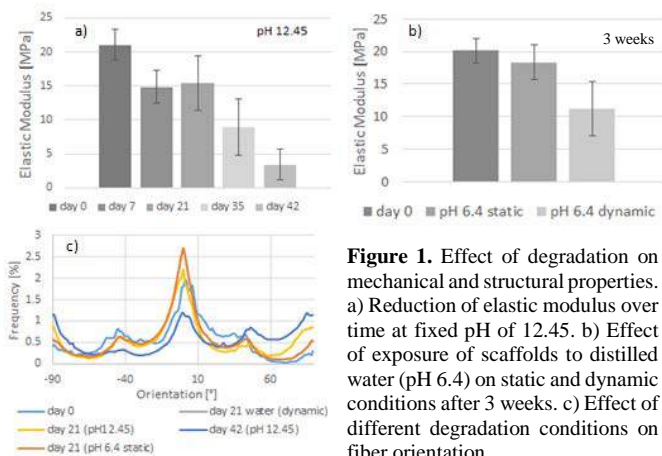 a)
pH 12.45
Elastic Modulus [MPa]
25
20
15
10
5
0
day 0 day 7 day 21 day 35 day 42
b)
3 weeks
Elastic Modulus [MPa]
25
20
15
10
5
0
day 0 pH 6.4 static pH 6.4 dynamic
c)
Frequency [%]
3
2.5
2
1.5
1
0.5
0
-90 -40 10 60
Orientation [°]
day 0 day 21 water (dynamic)
day 21 (pH12.45) day 42 (pH 12.45)
day 21 (pH 6.4 static)
Figure 1. Effect of degradation on
mechanical and structural properties.
a) Reduction of elastic modulus over
time at fixed pH of 12.45. b) Effect
of exposure of scaffolds to distilled
water (pH 6.4) on static and dynamic
conditions after 3 weeks. c) Effect of
different degradation conditions on
fiber orientation